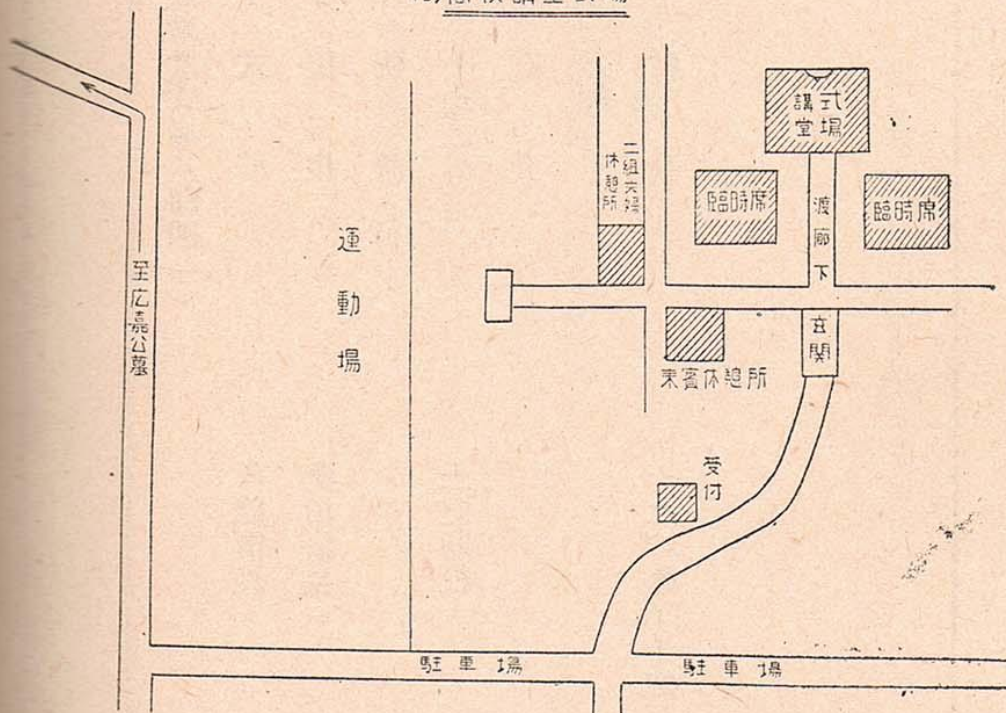 講堂
式場
臨時席
臨時席
渡廊下
二組夫婦
休憩所
運動場
玄関
来賓休憩所
至広嘉公墓
受付
駐車場
駐車場